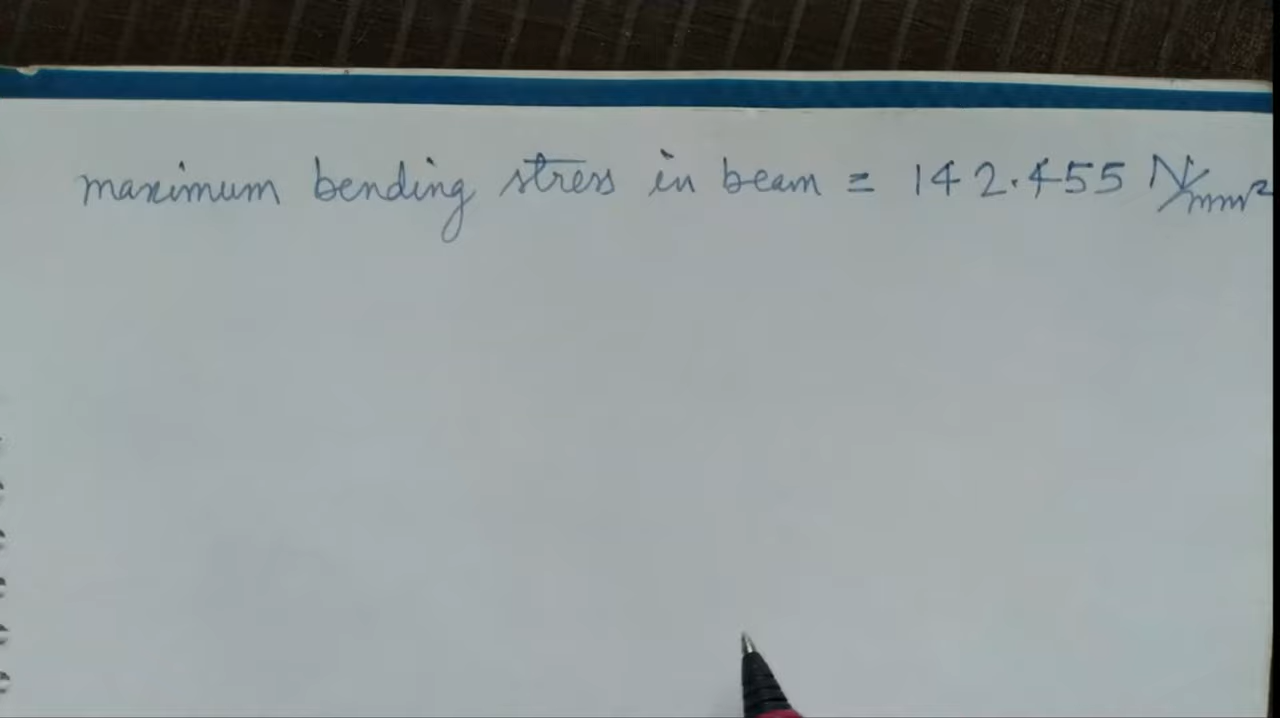 maximum bending stress in beam = 142.455 N/mm²